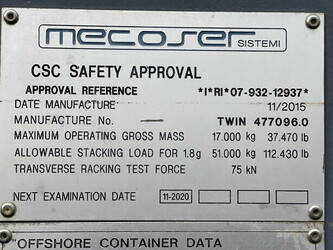 mecoser
SISTEMI
CSC SAFETY APPROVAL
APPROVAL REFERENCE *I*RI*07-932-12937*
DATE MANUFACTURE 11/2015
MANUFACTURE No. — TWIN 477096.0
MAXIMUM OPERATING GROSS MASS 17.000 kg 37.470 lb
ALLOWABLE STACKING LOAD FOR 1.8g 51.000 kg 112.430 lb
TRANSVERSE RACKING TEST FORCE 75 kN
NEXT EXAMINATION DATE 11-2020
OFFSHORE CONTAINER DATA